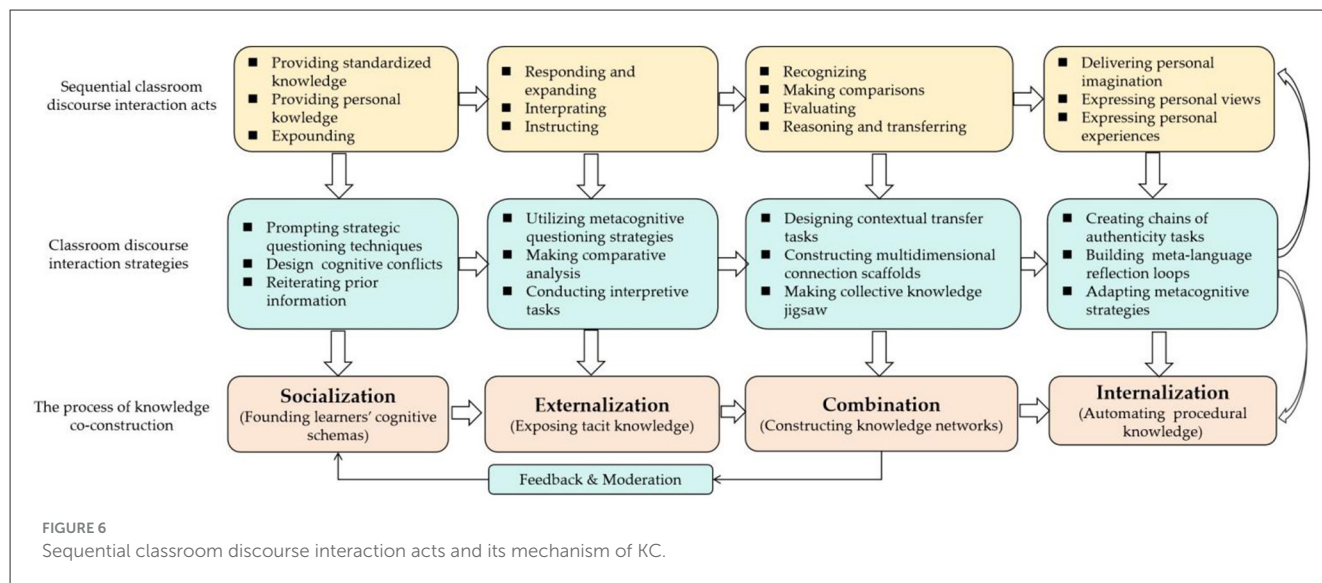 Sequential classroom
discourse interaction acts
■ Providing standardized
knowledge
■ Providing personal
kowledge
■ Expounding
■ Responding and
expanding
■ Interprating
■ Instructing
■ Recognizing
■ Making comparisons
■ Evaluating
■ Reasoning and transferring
■ Delivering personal
imagination
■ Expressing personal views
■ Expressing personal
experiences
Classroom discourse
interaction strategies
■ Prompting strategic
questioning techniques
■ Design cognitive conflicts
■ Reiterating prior
information
■ Utilizing metacognitive
questioning strategies
■ Making comparative
analysis
■ Conducting interpretive
tasks
■ Designing contextual transfer
tasks
■ Constructing multidimensional
connection scaffolds
■ Making collective knowledge
jigsaw
■ Creating chains of
authenticity tasks
■ Building meta-language
reflection loops
■ Adapting metacognitive
strategies
The process of knowledge
co-construction
Socialization
(Founding learners' cognitive
schemas)
Externalization
(Exposing tacit knowledge)
Combination
(Constructing knowledge networks)
Internalization
(Automating procedural
knowledge)
Feedback & Moderation
FIGURE 6
Sequential classroom discourse interaction acts and its mechanism of KC.